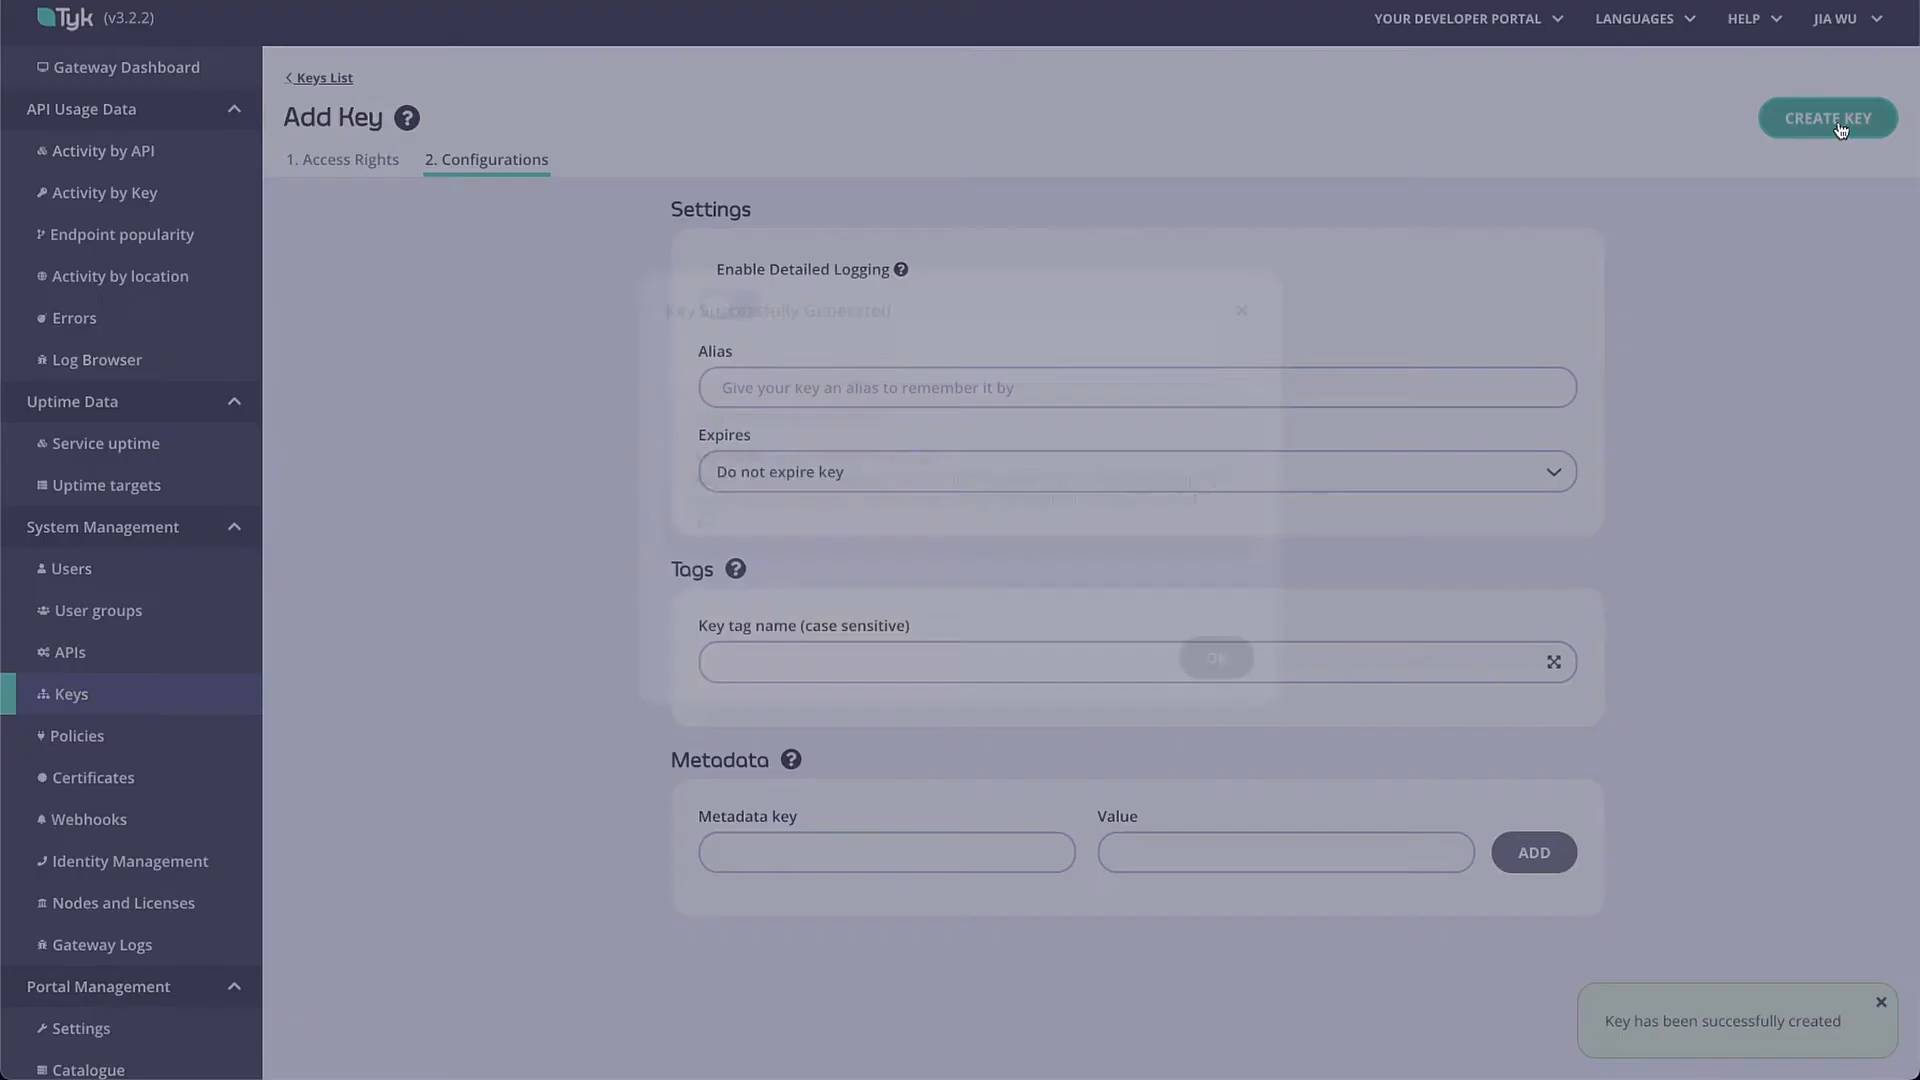 Tyk (v3.2.2)
YOUR DEVELOPER PORTAL
LANGUAGES
HELP
JIA WU
Gateway Dashboard
API Usage Data
Activity by API
Activity by Key
Endpoint popularity
Activity by location
Errors
Log Browser
Uptime Data
Service uptime
Uptime targets
System Management
Users
User groups
APIs
Keys
Policies
Certificates
Webhooks
Identity Management
Nodes and Licenses
Gateway Logs
Portal Management
Settings
Catalogue
Keys List
Add Key ?
CREATE KEY
1. Access Rights
2. Configurations
Settings
Enable Detailed Logging ?
Key Successfully Generated
Alias
Give your key an alias to remember it by
Expires
Do not expire key
Tags ?
Key tag name (case sensitive)
OK
Metadata ?
Metadata key
Value
ADD
Key has been successfully created